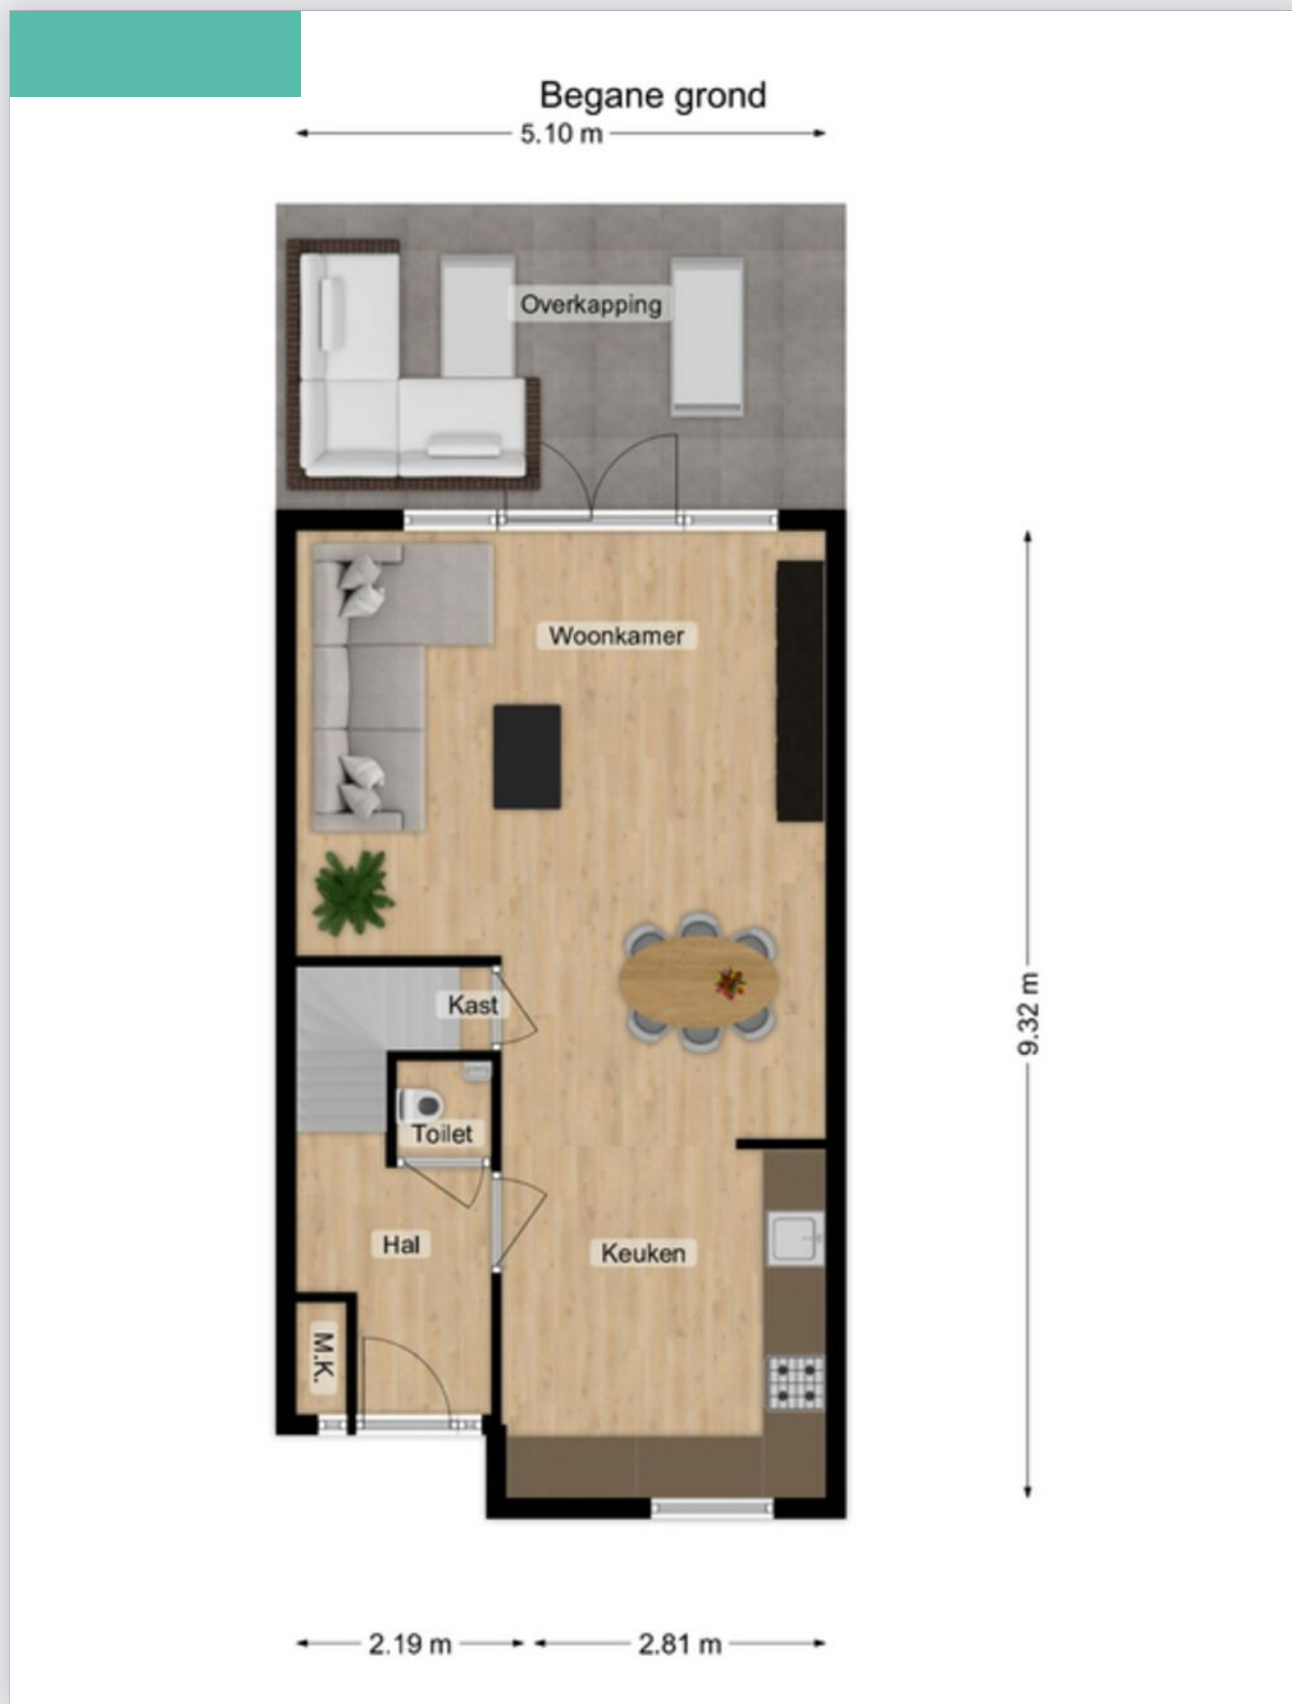 Begane grond
5.10 m
Overkapping
Woonkamer
Kast
9.32 m
Toilet
Hal
Keuken
M.K.
2.19 m
2.81 m